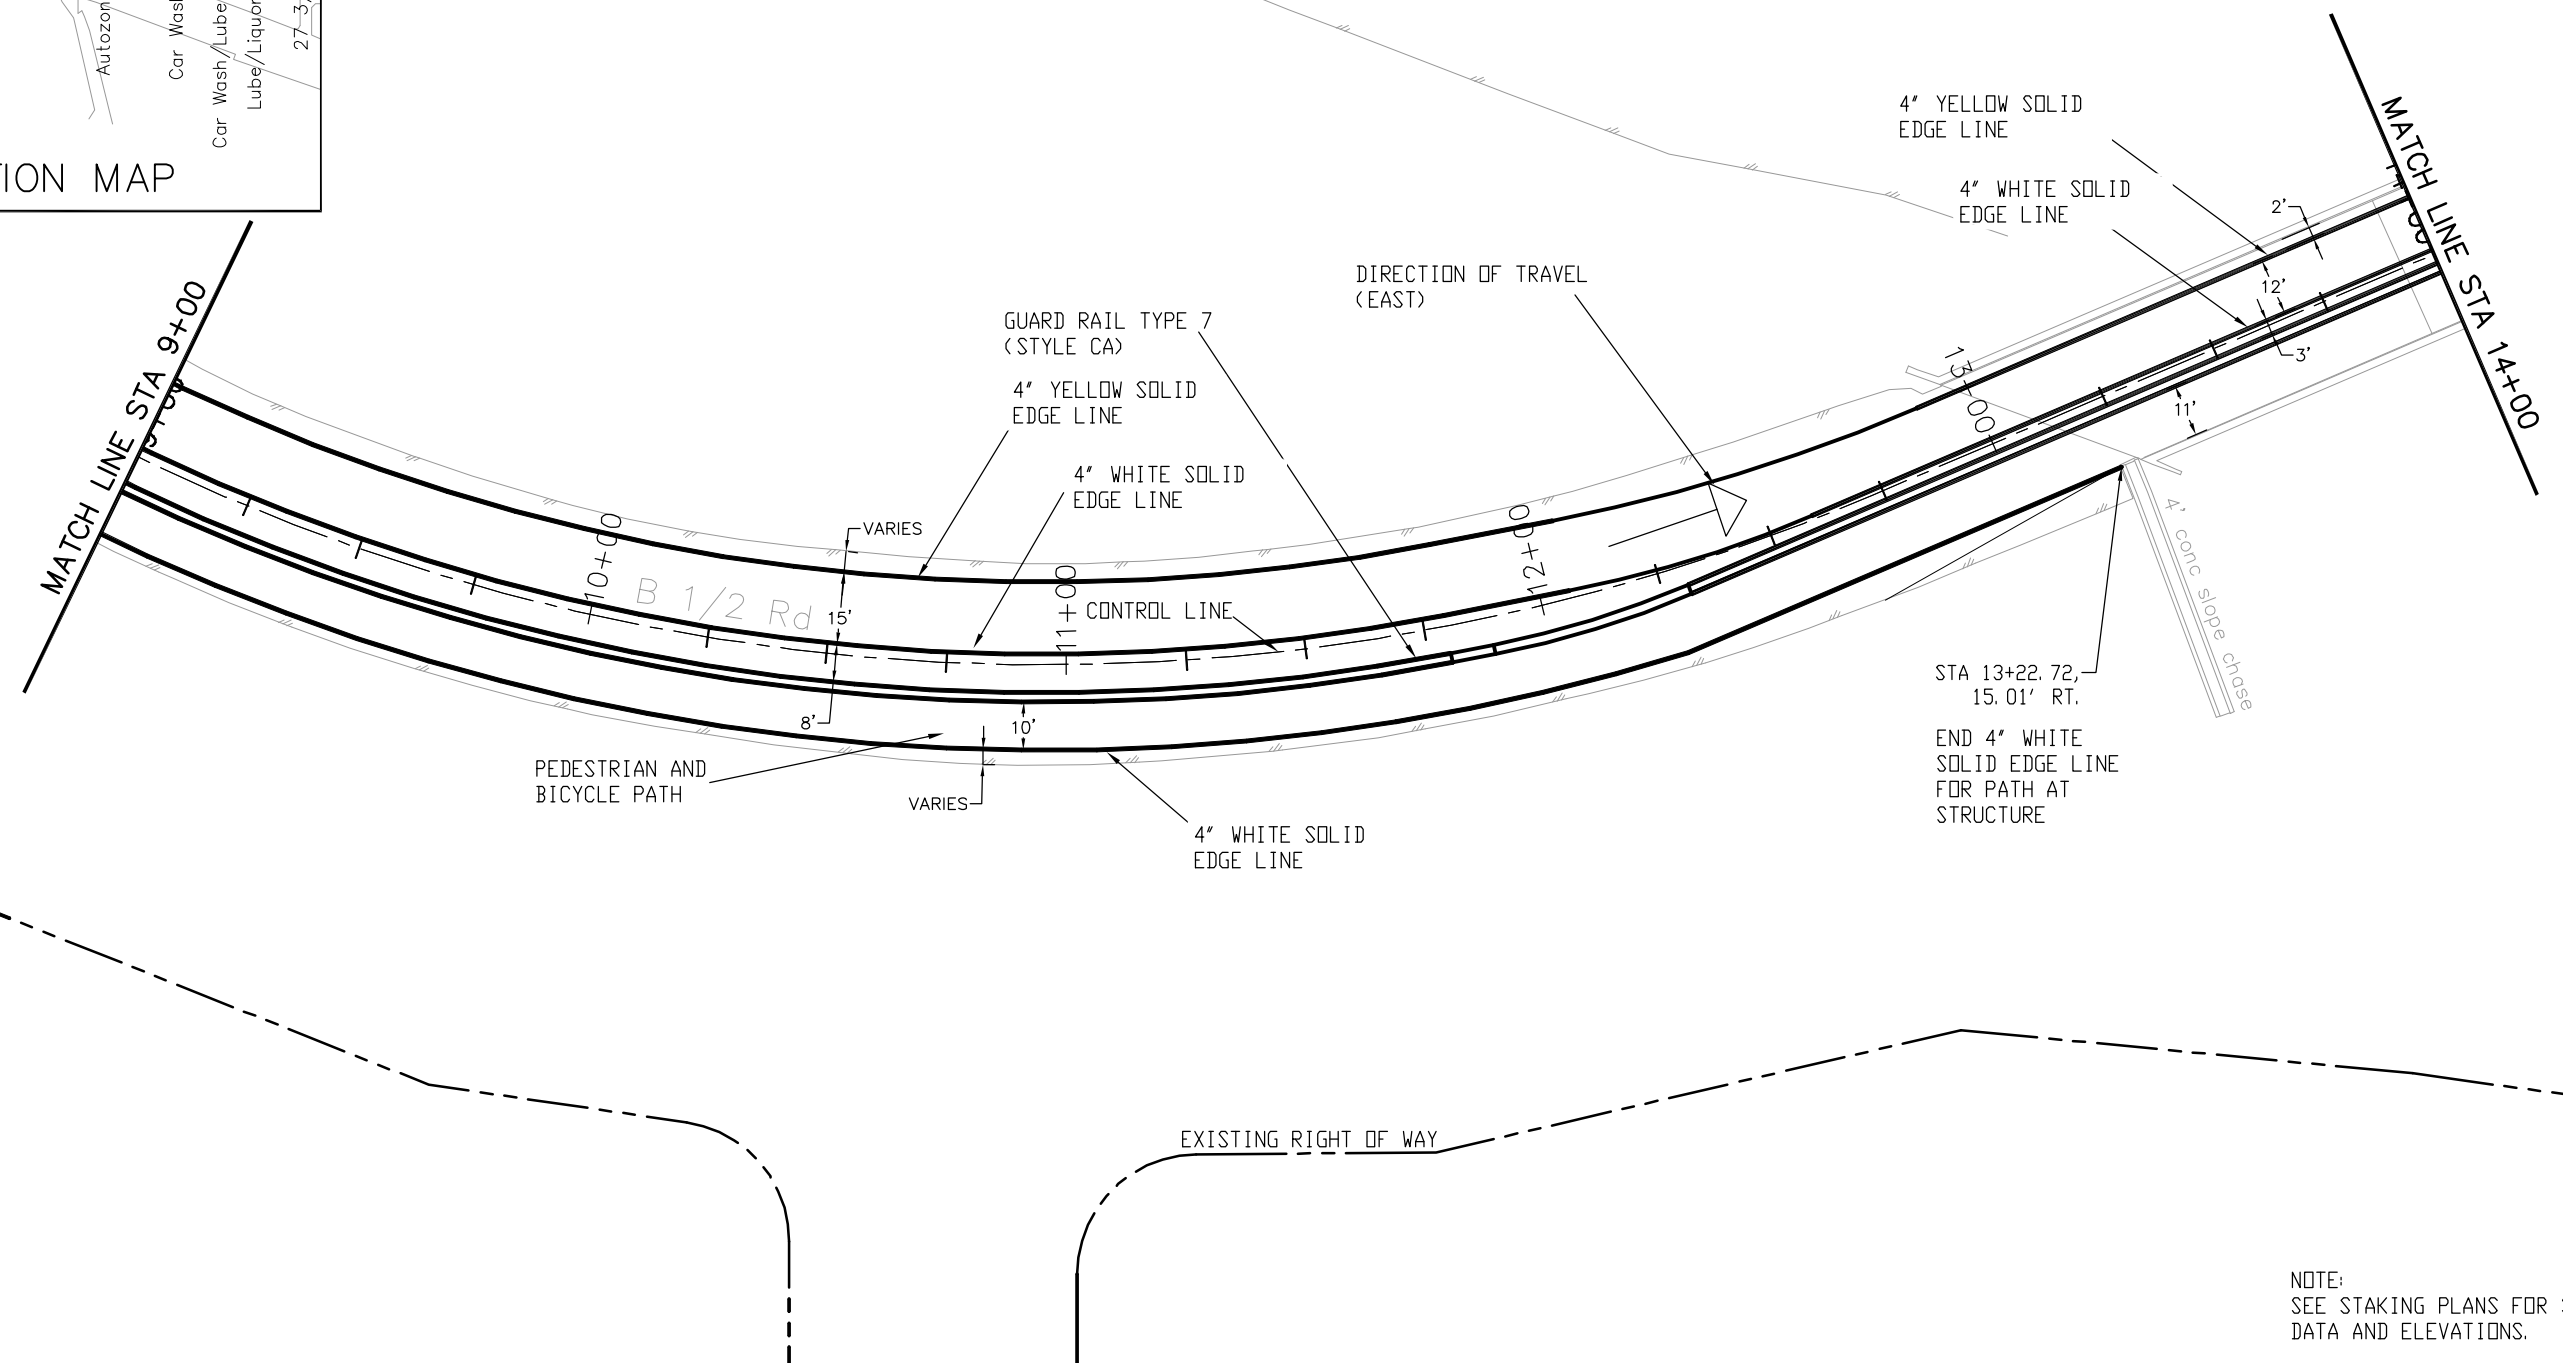 Autozon
Car Was
Car Wash/Lube
Lube/Liquor
27 3
TION MAP
MATCH LINE STA 9+00
10+00
B 1/2 Rd
11+00
12+00
13+00
MATCH LINE STA 14+00
4" YELLOW SOLID
EDGE LINE
4" WHITE SOLID
EDGE LINE
2'
12'
3'
11'
DIRECTION OF TRAVEL
(EAST)
GUARD RAIL TYPE 7
(STYLE CA)
4" YELLOW SOLID
EDGE LINE
4" WHITE SOLID
EDGE LINE
VARIES
15'
CONTROL LINE
8'
10'
PEDESTRIAN AND
BICYCLE PATH
VARIES
4" WHITE SOLID
EDGE LINE
4' conc slope chase
STA 13+22.72,
15.01' RT.
END 4" WHITE
SOLID EDGE LINE
FOR PATH AT
STRUCTURE
EXISTING RIGHT OF WAY
NOTE:
SEE STAKING PLANS FOR
DATA AND ELEVATIONS.